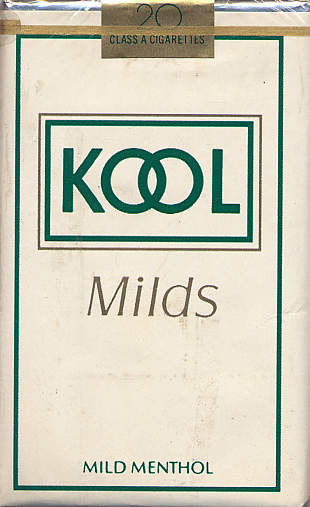 20
CLASS A CIGARETTES
KOOL
Milds
MILD MENTHOL